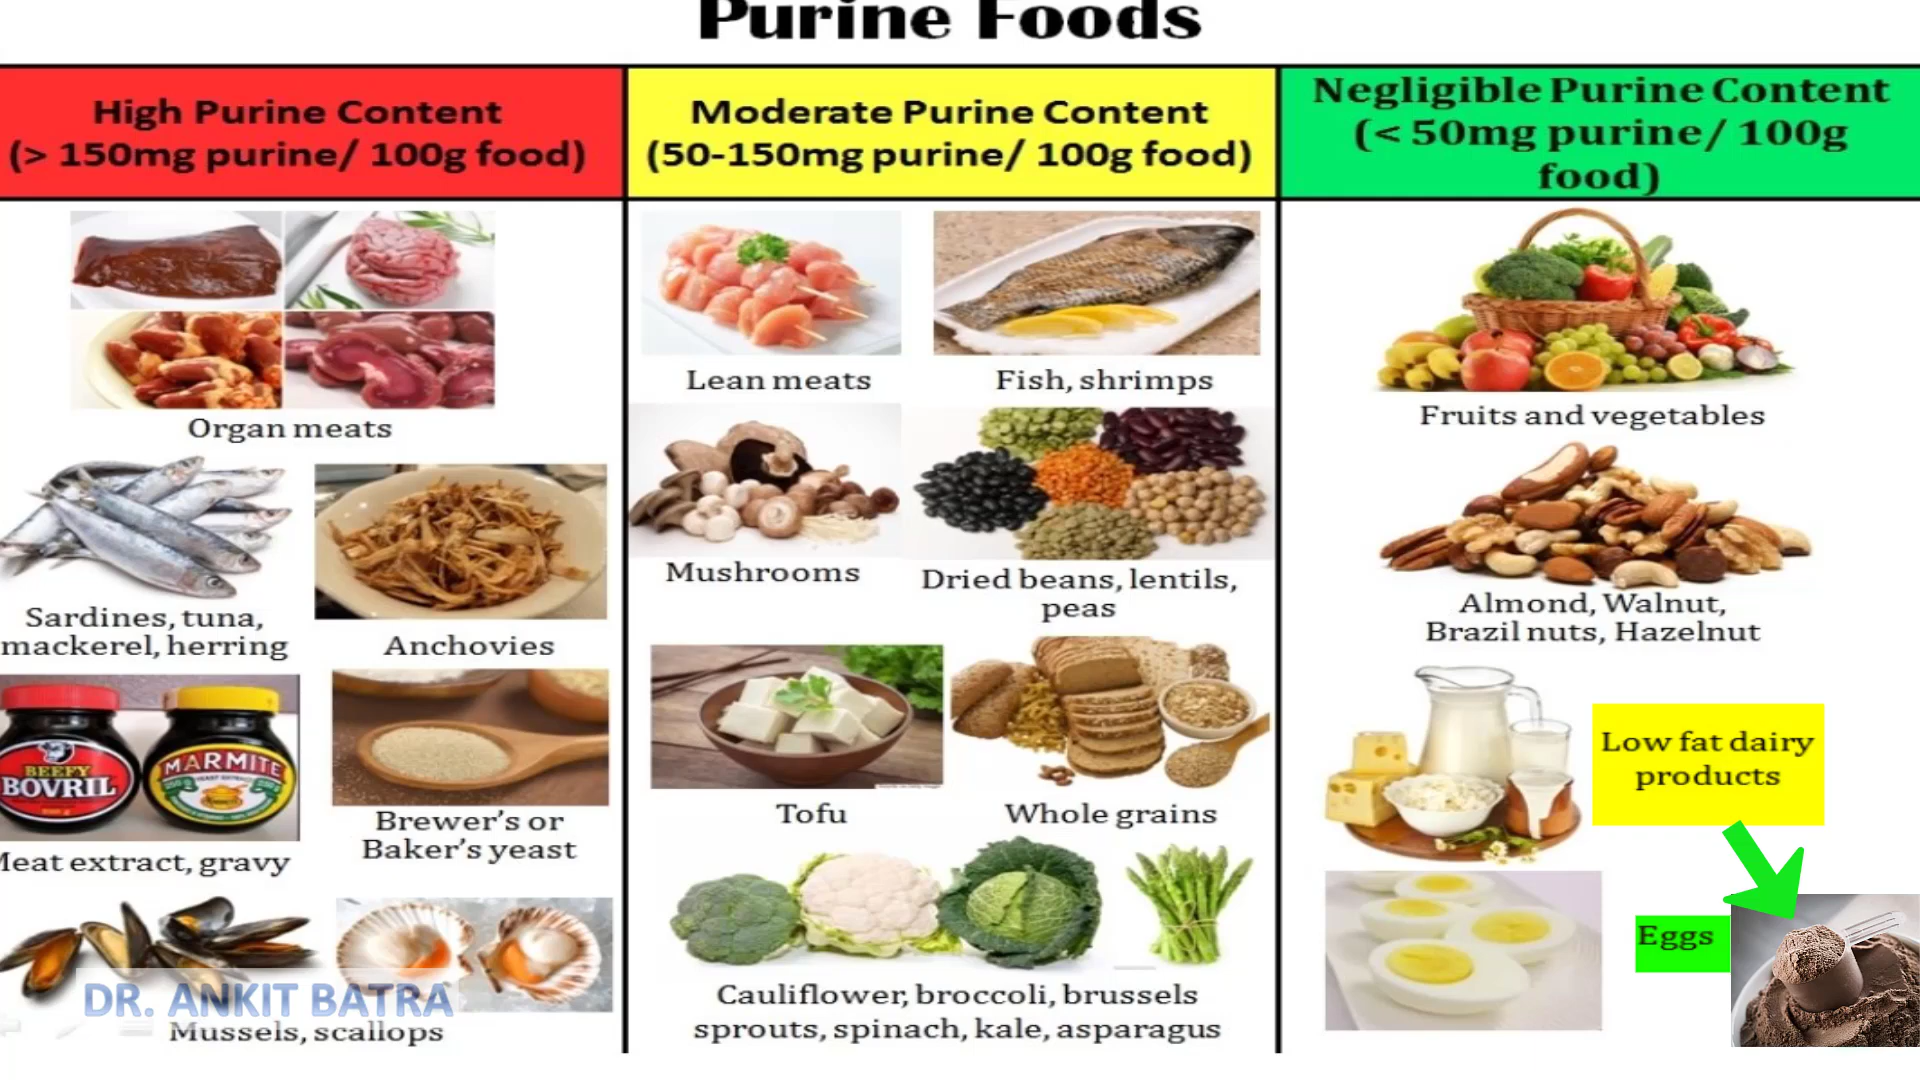 Purine Foods
High Purine Content
(> 150mg purine/ 100g food)
Moderate Purine Content
(50-150mg purine/ 100g food)
Negligible Purine Content
(< 50mg purine/ 100g
food)
Organ meats
Sardines, tuna,
mackerel, herring
Anchovies
BEEFY
BOVRIL
MARMITE
YEAST EXTRACT
Meat extract, gravy
Brewer's or
Baker's yeast
DR. ANKIT BATRA
Mussels, scallops
Lean meats
Fish, shrimps
Mushrooms
Dried beans, lentils,
peas
Tofu
Whole grains
Cauliflower, broccoli, brussels
sprouts, spinach, kale, asparagus
Fruits and vegetables
Almond, Walnut,
Brazil nuts, Hazelnut
Low fat dairy
products
Eggs